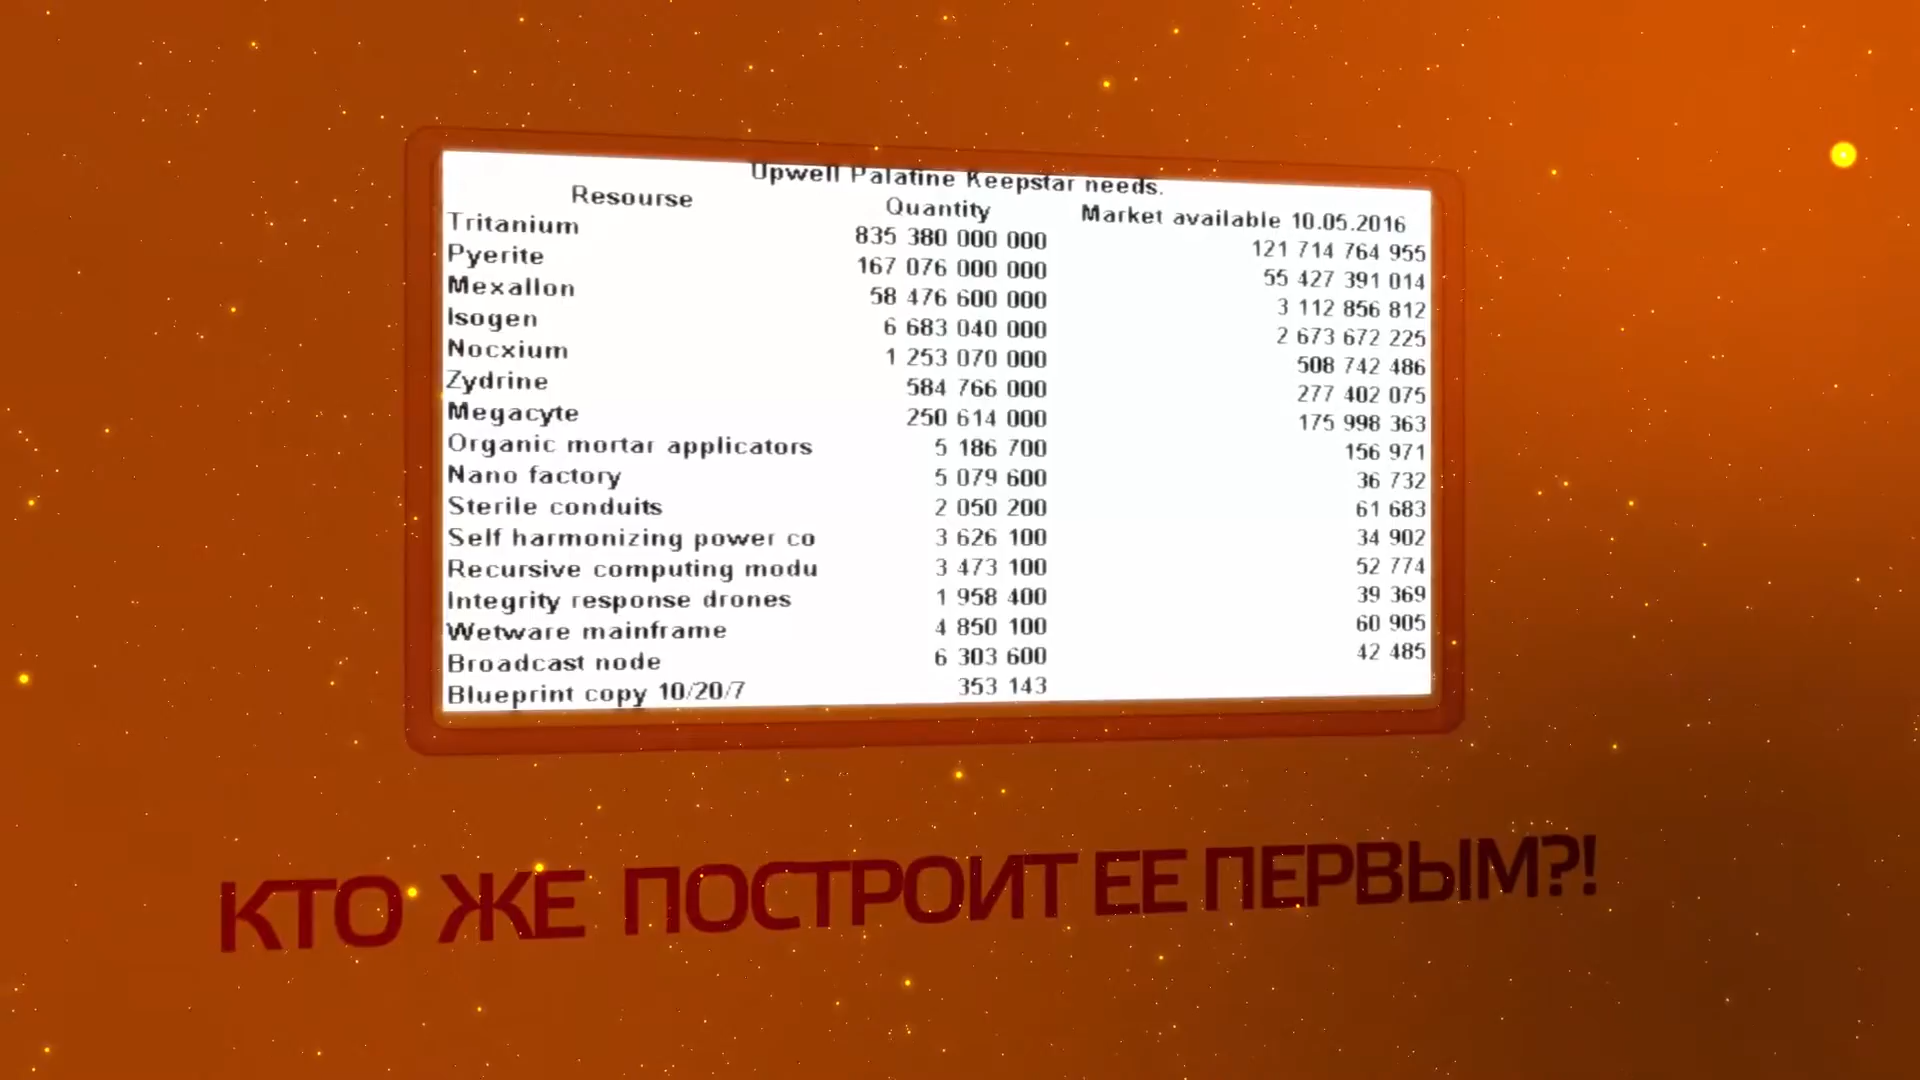 Upwell Palatine Keepstar needs.
Resourse Quantity Market available 10.05.2016
Tritanium 835 380 000 000 121 714 764 955
Pyerite 167 076 000 000 55 427 391 014
Mexallon 58 476 600 000 3 112 856 812
Isogen 6 683 040 000 2 673 672 225
Nocxium 1 253 070 000 508 742 486
Zydrine 584 766 000 277 402 075
Megacyte 250 614 000 175 998 363
Organic mortar applicators 5 186 700 156 971
Nano factory 5 079 600 36 732
Sterile conduits 2 050 200 61 683
Self harmonizing power co 3 626 100 34 902
Recursive computing modu 3 473 100 52 774
Integrity response drones 1 958 400 39 369
Wetware mainframe 4 850 100 60 905
Broadcast node 6 303 600 42 485
Blueprint copy 10/20/7 353 143
КТО ЖЕ ПОСТРОИТ ЕЕ ПЕРВЫМ?!